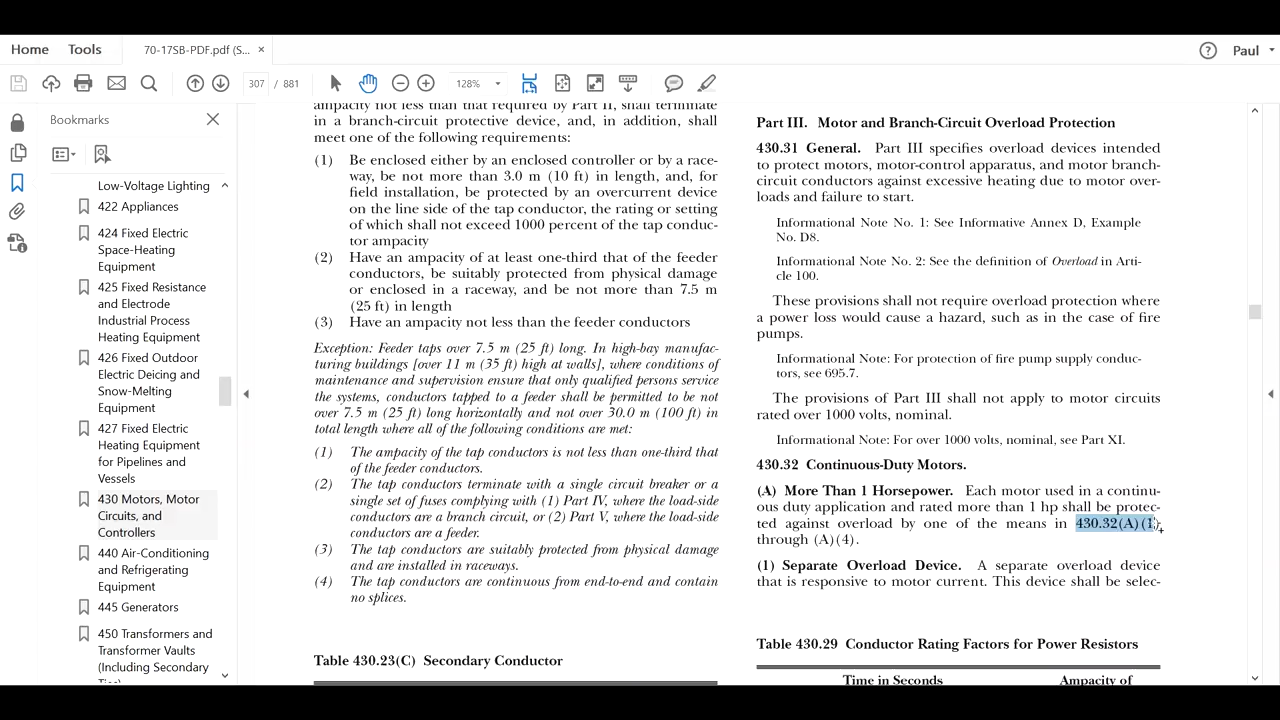 Home
Tools
70-17SB-PDF.pdf (S...
×
Paul
307 / 881
128%
Bookmarks
Low-Voltage Lighting
422 Appliances
424 Fixed Electric
Space-Heating
Equipment
425 Fixed Resistance
and Electrode
Industrial Process
Heating Equipment
426 Fixed Outdoor
Electric Deicing and
Snow-Melting
Equipment
427 Fixed Electric
Heating Equipment
for Pipelines and
Vessels
430 Motors, Motor
Circuits, and
Controllers
440 Air-Conditioning
and Refrigerating
Equipment
445 Generators
450 Transformers and
Transformer Vaults
(Including Secondary
Ties)
ampacity not less than that required by Part II, shall terminate
in a branch-circuit protective device, and, in addition, shall
meet one of the following requirements:
(1) Be enclosed either by an enclosed controller or by a race-
way, be not more than 3.0 m (10 ft) in length, and, for
field installation, be protected by an overcurrent device
on the line side of the tap conductor, the rating or setting
of which shall not exceed 1000 percent of the tap conduc-
tor ampacity
(2) Have an ampacity of at least one-third that of the feeder
conductors, be suitably protected from physical damage
or enclosed in a raceway, and be not more than 7.5 m
(25 ft) in length
(3) Have an ampacity not less than the feeder conductors
Exception: Feeder taps over 7.5 m (25 ft) long. In high-bay manufac-
turing buildings [over 11 m (35 ft) high at walls], where conditions of
maintenance and supervision ensure that only qualified persons service
the systems, conductors tapped to a feeder shall be permitted to be not
over 7.5 m (25 ft) long horizontally and not over 30.0 m (100 ft) in
total length where all of the following conditions are met:
(1) The ampacity of the tap conductors is not less than one-third that
of the feeder conductors.
(2) The tap conductors terminate with a single circuit breaker or a
single set of fuses complying with (1) Part IV, where the load-side
conductors are a branch circuit, or (2) Part V, where the load-side
conductors are a feeder.
(3) The tap conductors are suitably protected from physical damage
and are installed in raceways.
(4) The tap conductors are continuous from end-to-end and contain
no splices.
Table 430.23(C) Secondary Conductor
Part III. Motor and Branch-Circuit Overload Protection
430.31 General. Part III specifies overload devices intended
to protect motors, motor-control apparatus, and motor branch-
circuit conductors against excessive heating due to motor over-
loads and failure to start.
Informational Note No. 1: See Informative Annex D, Example
No. D8.
Informational Note No. 2: See the definition of Overload in Arti-
cle 100.
These provisions shall not require overload protection where
a power loss would cause a hazard, such as in the case of fire
pumps.
Informational Note: For protection of fire pump supply conduc-
tors, see 695.7.
The provisions of Part III shall not apply to motor circuits
rated over 1000 volts, nominal.
Informational Note: For over 1000 volts, nominal, see Part XI.
430.32 Continuous-Duty Motors.
(A) More Than 1 Horsepower. Each motor used in a continu-
ous duty application and rated more than 1 hp shall be protec-
ted against overload by one of the means in 430.32(A)(1)
through (A)(4).
(1) Separate Overload Device. A separate overload device
that is responsive to motor current. This device shall be selec-
Table 430.29 Conductor Rating Factors for Power Resistors
Time in Seconds
Ampacity of